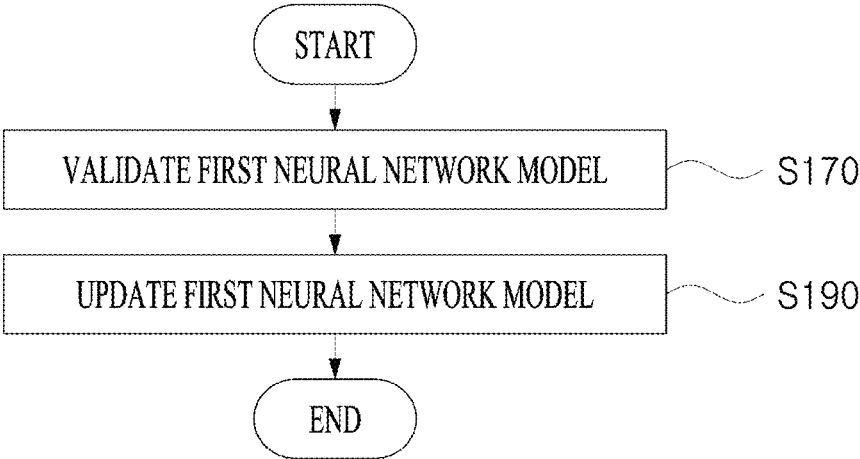 START
VALIDATE FIRST NEURAL NETWORK MODEL
S170
UPDATE FIRST NEURAL NETWORK MODEL
S190
END